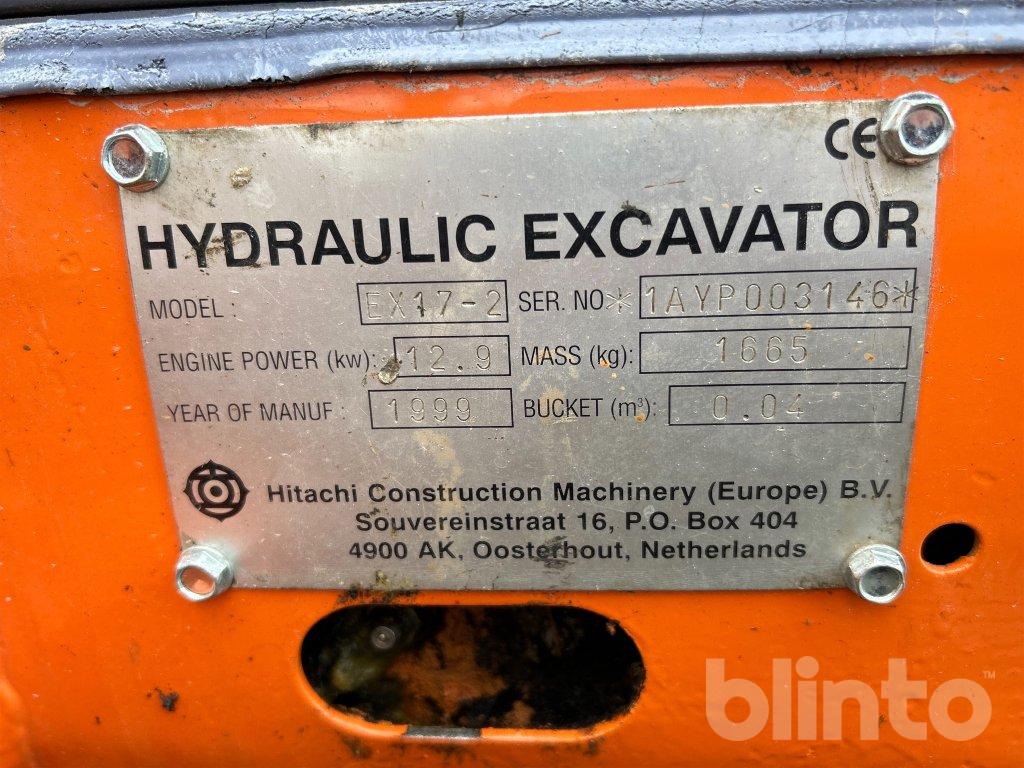 CE
HYDRAULIC EXCAVATOR
MODEL : EX17-2 SER. NO * 1AYP003146*
ENGINE POWER (kw): 12.9 MASS (kg): 1665
YEAR OF MANUF : 1999 BUCKET (m³): 0.04
Hitachi Construction Machinery (Europe) B.V.
Souvereinstraat 16, P.O. Box 404
4900 AK, Oosterhout, Netherlands
blinto™